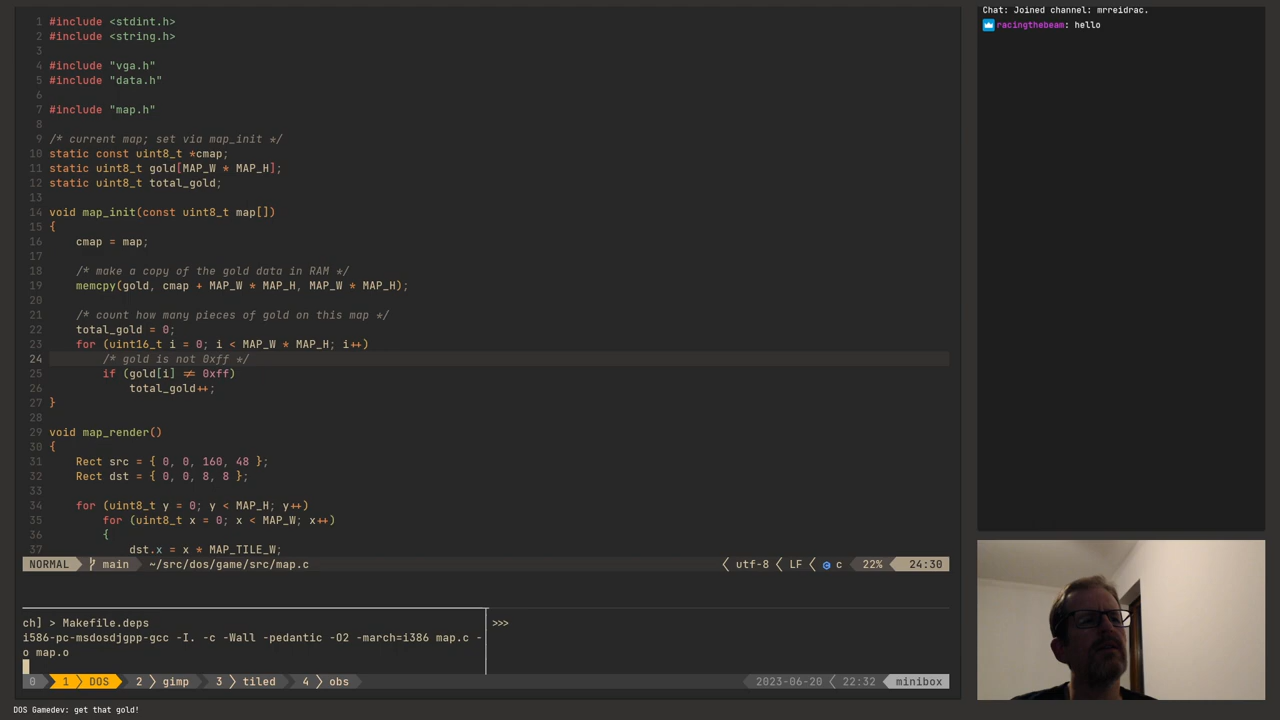 Chat: Joined channel: mrreidrac.
racingthebeam: hello
1 #include <stdint.h>
2 #include <string.h>
3
4 #include "vga.h"
5 #include "data.h"
6
7 #include "map.h"
8
9 /* current map; set via map_init */
10 static const uint8_t *cmap;
11 static uint8_t gold[MAP_W * MAP_H];
12 static uint8_t total_gold;
13
14 void map_init(const uint8_t map[])
15 {
16 cmap = map;
17
18 /* make a copy of the gold data in RAM */
19 memcpy(gold, cmap + MAP_W * MAP_H, MAP_W * MAP_H);
20
21 /* count how many pieces of gold on this map */
22 total_gold = 0;
23 for (uint16_t i = 0; i < MAP_W * MAP_H; i++)
24 /* gold is not 0xff */
25 if (gold[i] != 0xff)
26 total_gold++;
27 }
28
29 void map_render()
30 {
31 Rect src = { 0, 0, 160, 48 };
32 Rect dst = { 0, 0, 8, 8 };
33
34 for (uint8_t y = 0; y < MAP_H; y++)
35 for (uint8_t x = 0; x < MAP_W; x++)
36 {
37 dst.x = x * MAP_TILE_W;
NORMAL main ~/src/dos/game/src/map.c utf-8 LF c 22% 24:30
ch] > Makefile.deps
i586-pc-msdosdjgpp-gcc -I. -c -Wall -pedantic -O2 -march=i386 map.c -
o map.o
>>>
0 1 DOS 2 gimp 3 tiled 4 obs 2023-06-20 22:32 minibox
DOS Gamedev: get that gold!